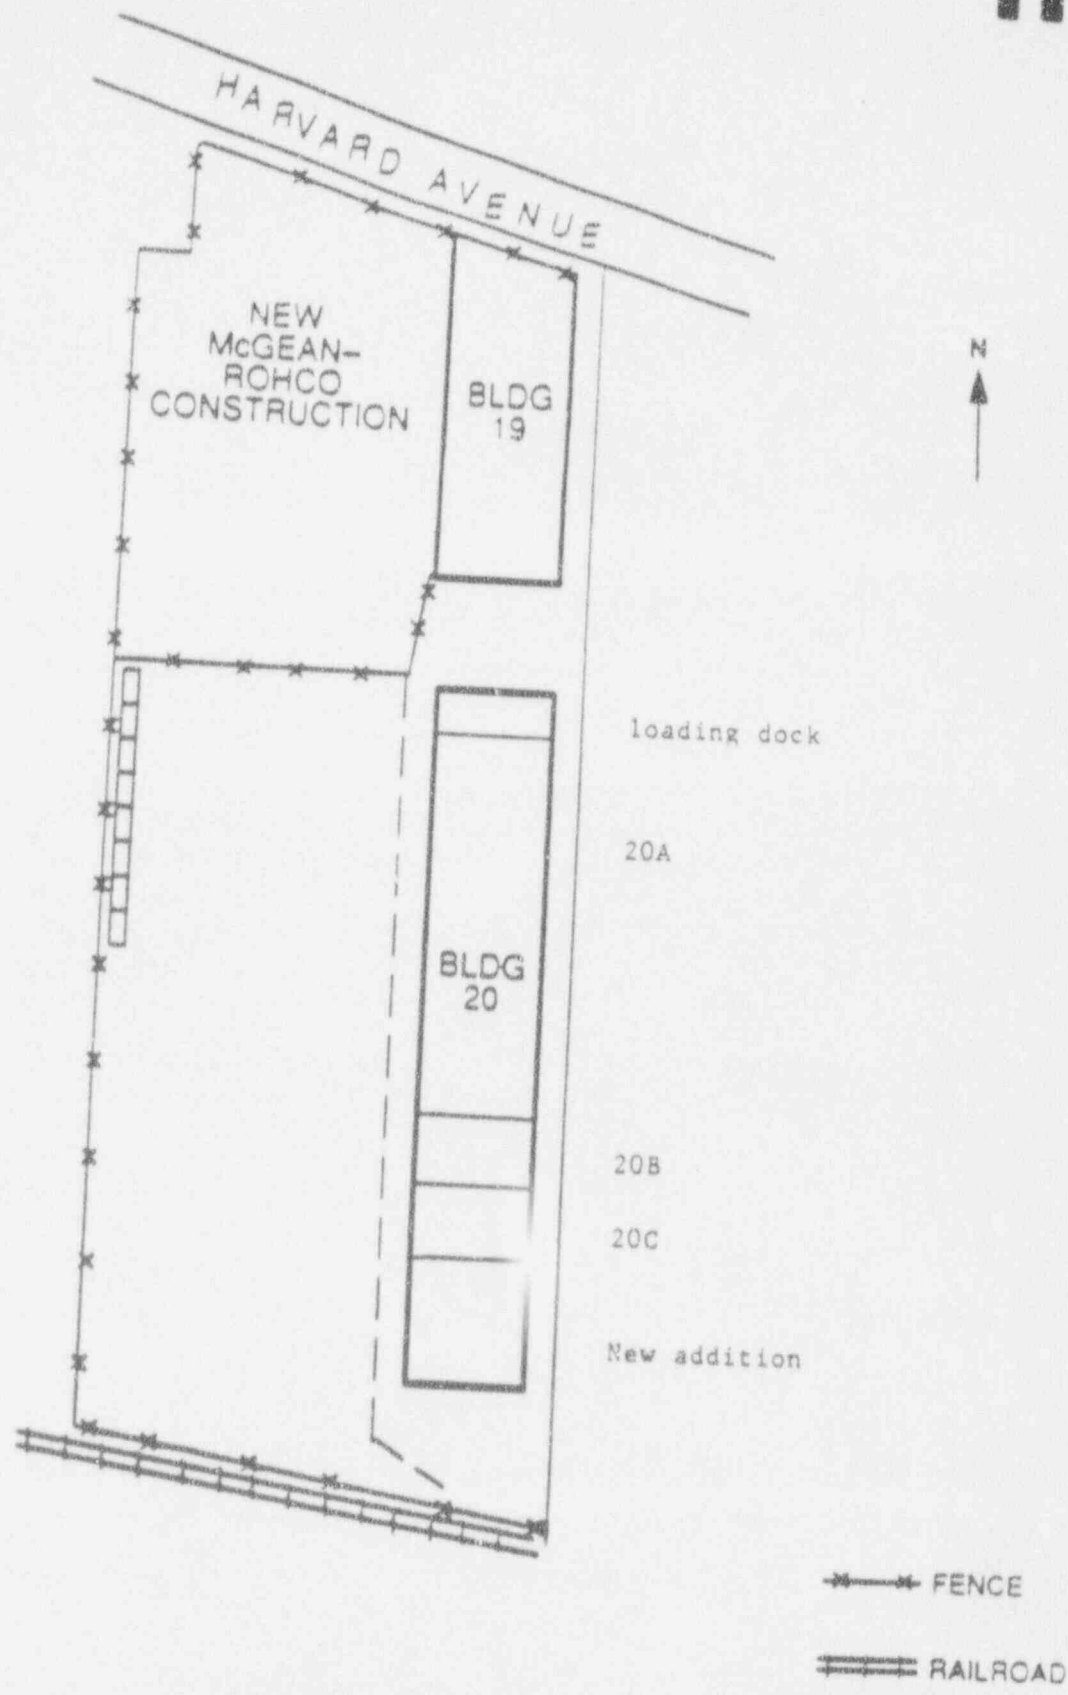 HARVARD AVENUE
NEW
McGEAN-
ROHCO
CONSTRUCTION
BLDG
19
N
loading dock
20A
BLDG
20
20B
20C
New addition
FENCE
RAILROAD